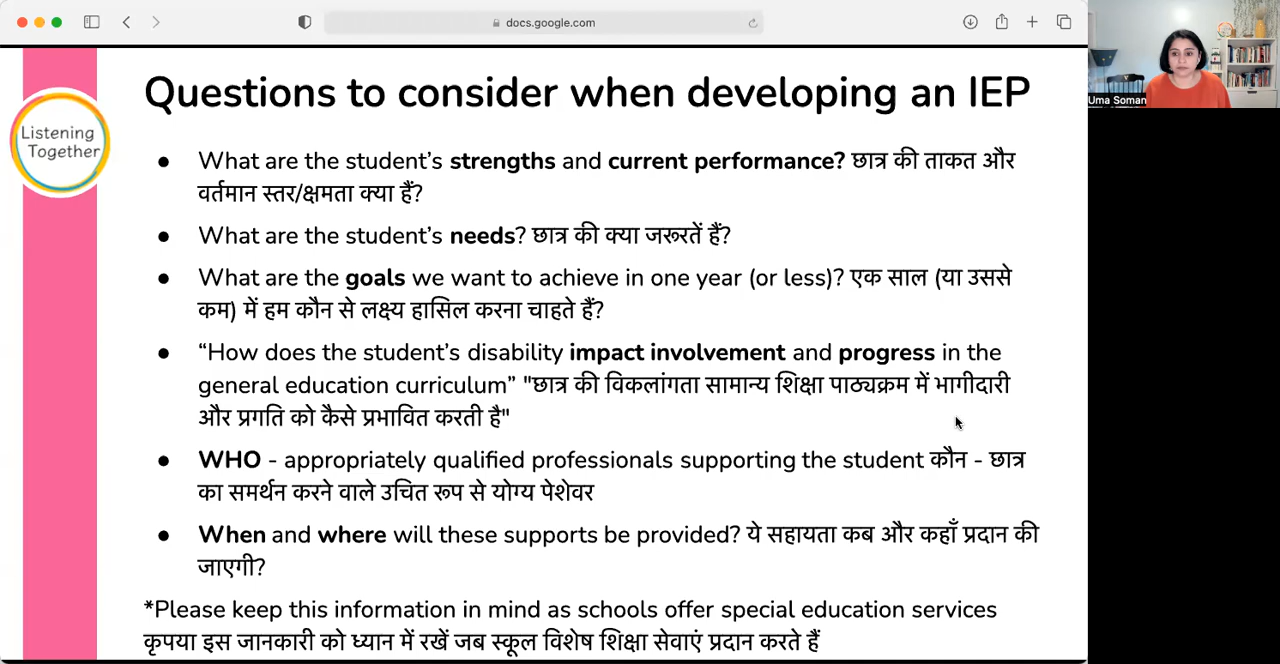 docs.google.com
Uma Soman
Listening
Together
Questions to consider when developing an IEP
● What are the student’s strengths and current performance? छात्र की ताकत और
वर्तमान स्तर/क्षमता क्या हैं?
● What are the student’s needs? छात्र की क्या जरूरतें हैं?
● What are the goals we want to achieve in one year (or less)? एक साल (या उससे
कम) में हम कौन से लक्ष्य हासिल करना चाहते हैं?
● “How does the student’s disability impact involvement and progress in the
general education curriculum” "छात्र की विकलांगता सामान्य शिक्षा पाठ्यक्रम में भागीदारी
और प्रगति को कैसे प्रभावित करती है"
● WHO - appropriately qualified professionals supporting the student कौन - छात्र
का समर्थन करने वाले उचित रूप से योग्य पेशेवर
● When and where will these supports be provided? ये सहायता कब और कहाँ प्रदान की
जाएगी?
*Please keep this information in mind as schools offer special education services
कृपया इस जानकारी को ध्यान में रखें जब स्कूल विशेष शिक्षा सेवाएं प्रदान करते हैं